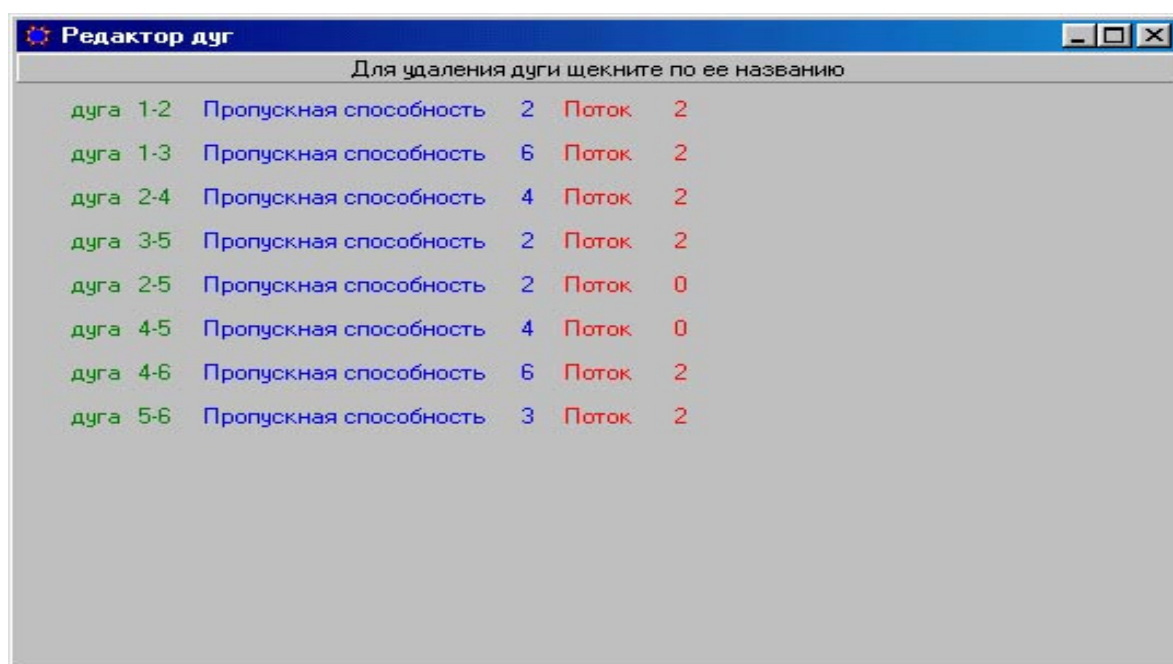 Редактор дуг
Для удаления дуги щекните по ее названию
дуга 1-2 Пропускная способность 2 Поток 2
дуга 1-3 Пропускная способность 6 Поток 2
дуга 2-4 Пропускная способность 4 Поток 2
дуга 3-5 Пропускная способность 2 Поток 2
дуга 2-5 Пропускная способность 2 Поток 0
дуга 4-5 Пропускная способность 4 Поток 0
дуга 4-6 Пропускная способность 6 Поток 2
дуга 5-6 Пропускная способность 3 Поток 2